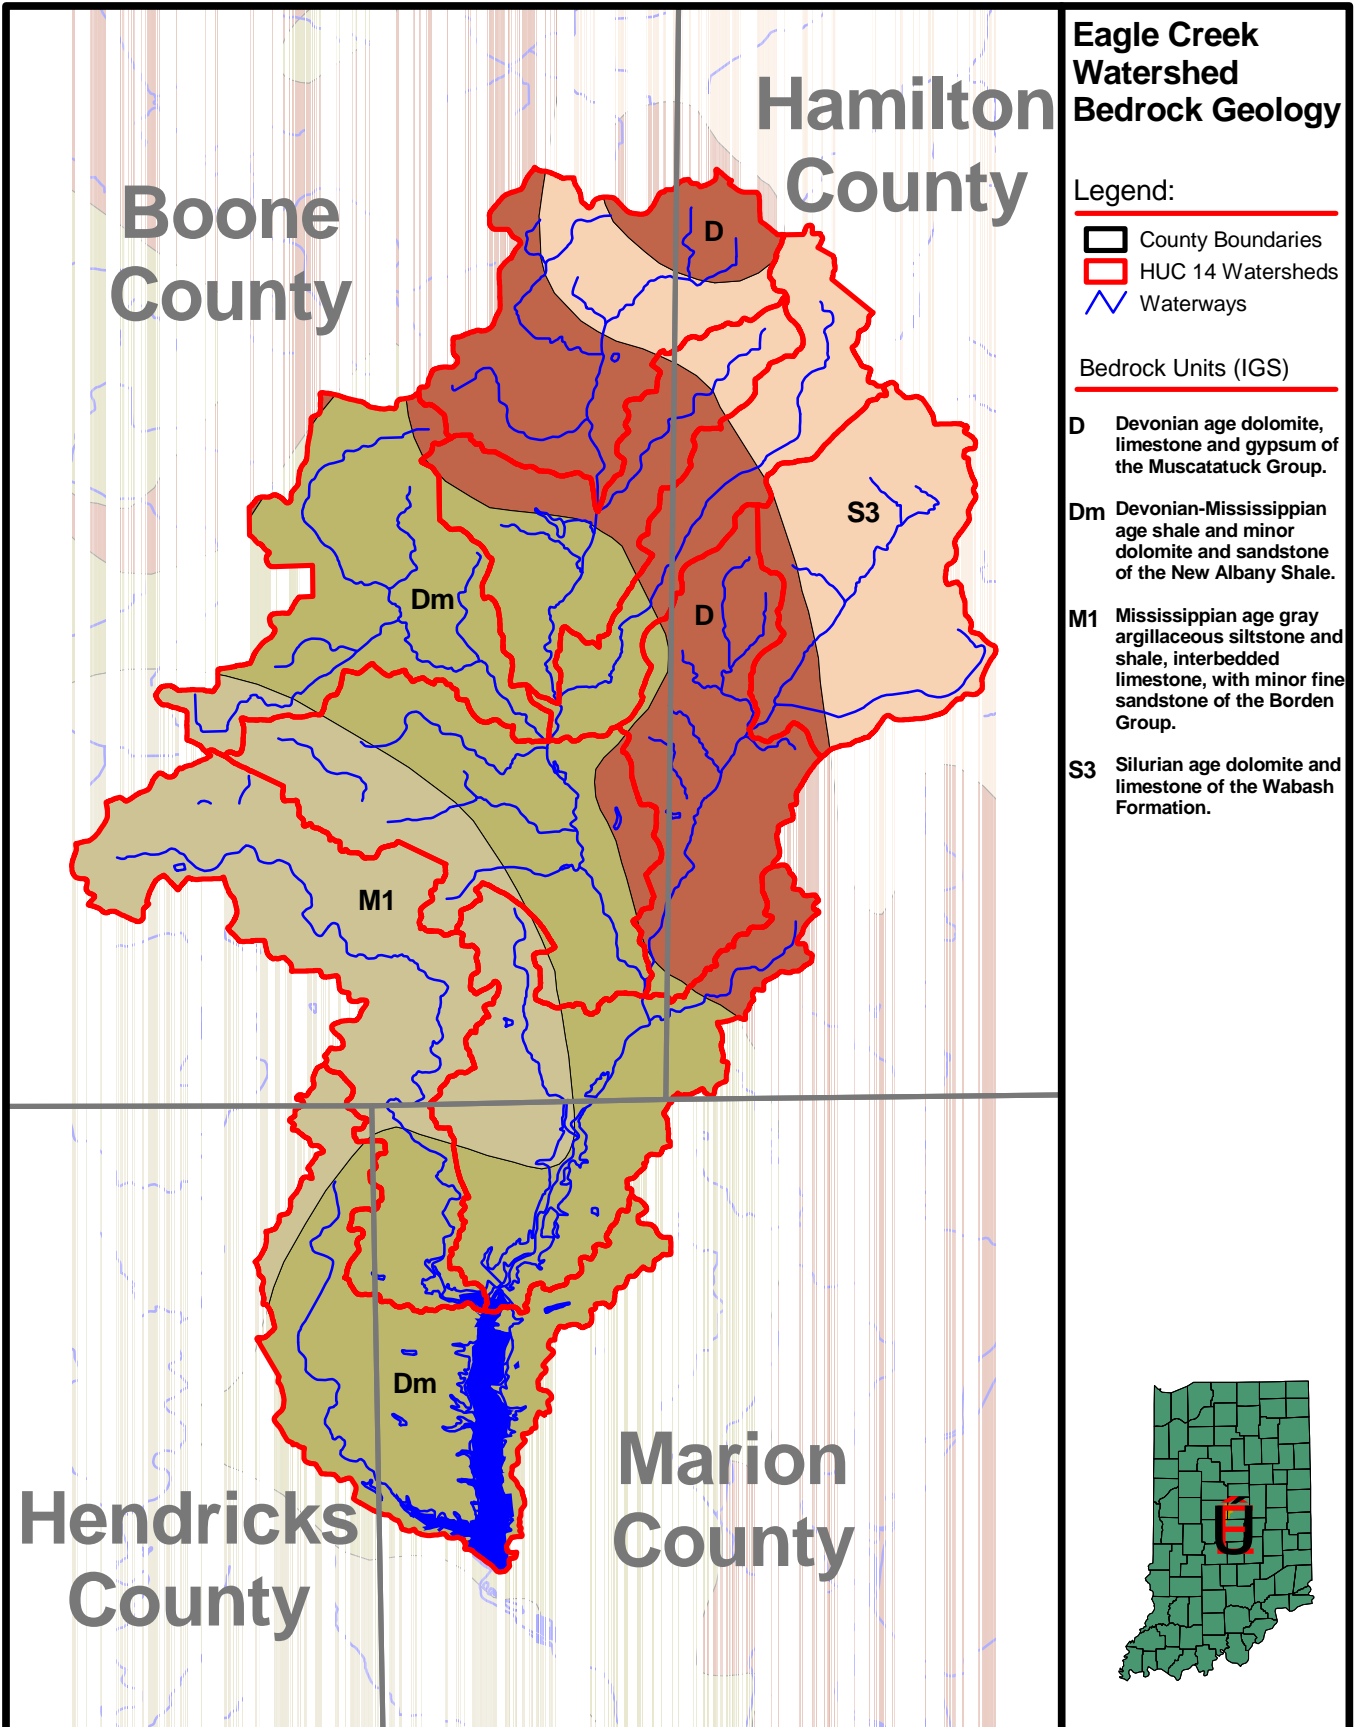 Eagle Creek
Watershed
Bedrock Geology
Legend:
County Boundaries
HUC 14 Watersheds
Waterways
Bedrock Units (IGS)
D Devonian age dolomite,
limestone and gypsum of
the Muscatatuck Group.
Dm Devonian-Mississippian
age shale and minor
dolomite and sandstone
of the New Albany Shale.
M1 Mississippian age gray
argillaceous siltstone and
shale, interbedded
limestone, with minor fine
sandstone of the Borden
Group.
S3 Silurian age dolomite and
limestone of the Wabash
Formation.
Hamilton
County
Boone
County
D
S3
Dm
D
M1
Dm
Marion
County
Hendricks
County